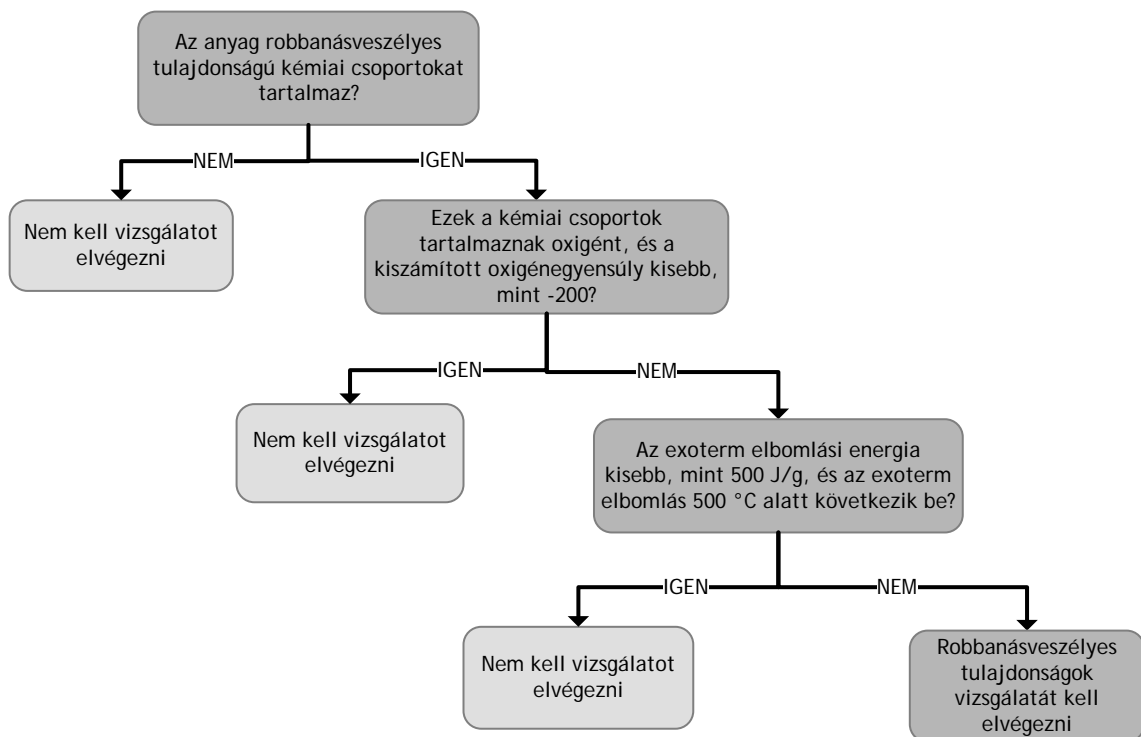 Az anyag robbanásveszélyes
tulajdonságú kémiai csoportokat
tartalmaz?
NEM
IGEN
Nem kell vizsgálatot
elvégezni
Ezek a kémiai csoportok
tartalmaznak oxigént, és a
kiszámított oxigénegyensúly kisebb,
mint -200?
IGEN
NEM
Nem kell vizsgálatot
elvégezni
Az exoterm elbomlási energia
kisebb, mint 500 J/g, és az exoterm
elbomlás 500 °C alatt következik be?
IGEN
NEM
Nem kell vizsgálatot
elvégezni
Robbanásveszélyes
tulajdonságok
vizsgálatát kell
elvégezni